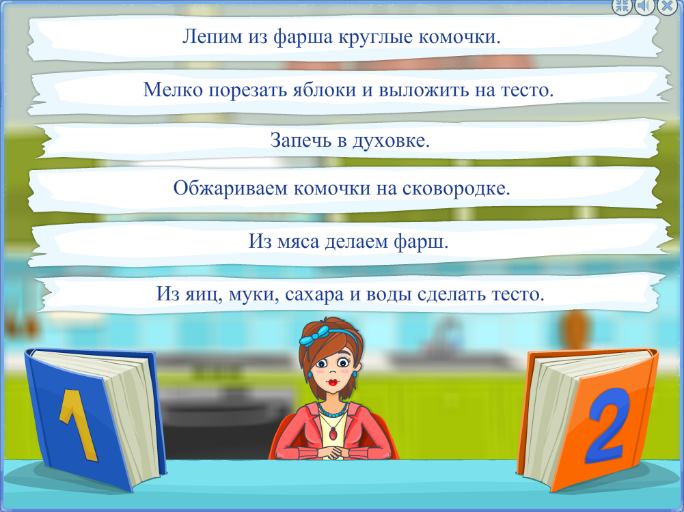 Лепим из фарша круглые комочки.
Мелко порезать яблоки и выложить на тесто.
Запечь в духовке.
Обжариваем комочки на сковородке.
Из мяса делаем фарш.
Из яиц, муки, сахара и воды сделать тесто.
1
2